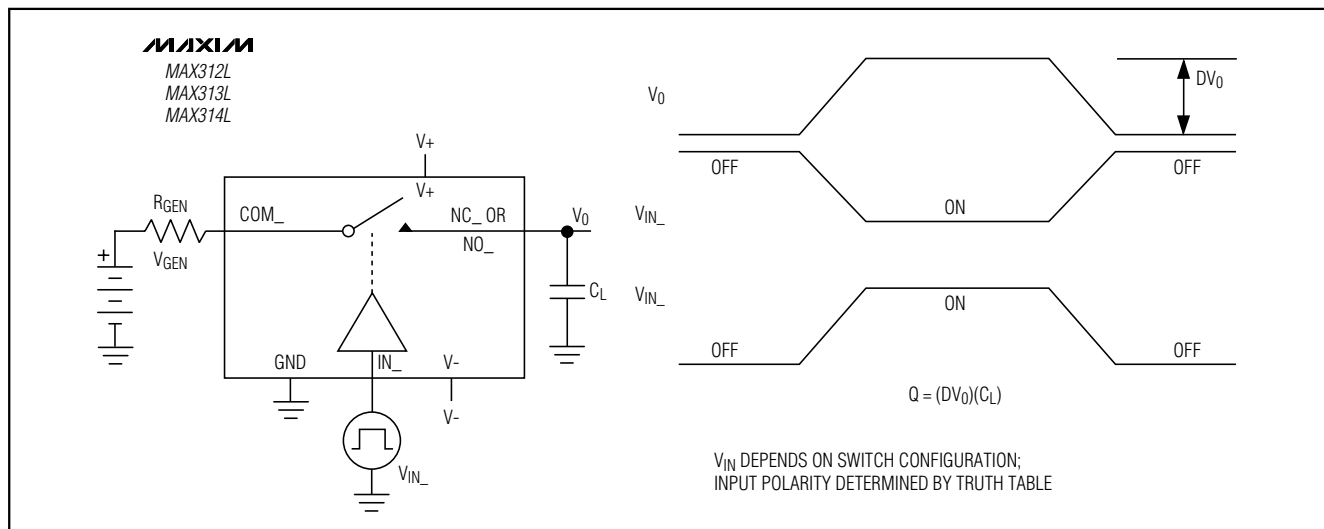 MAXIM
MAX312L
MAX313L
MAX314L
V+
V+
RGEN
COM_
NC_ OR
NO_
V0
VGEN
+
CL
GND
IN_
V-
V-
VIN_
V0
DV0
OFF
OFF
VIN_
ON
VIN_
ON
OFF
OFF
Q = (DV0)(CL)
VIN DEPENDS ON SWITCH CONFIGURATION;
INPUT POLARITY DETERMINED BY TRUTH TABLE